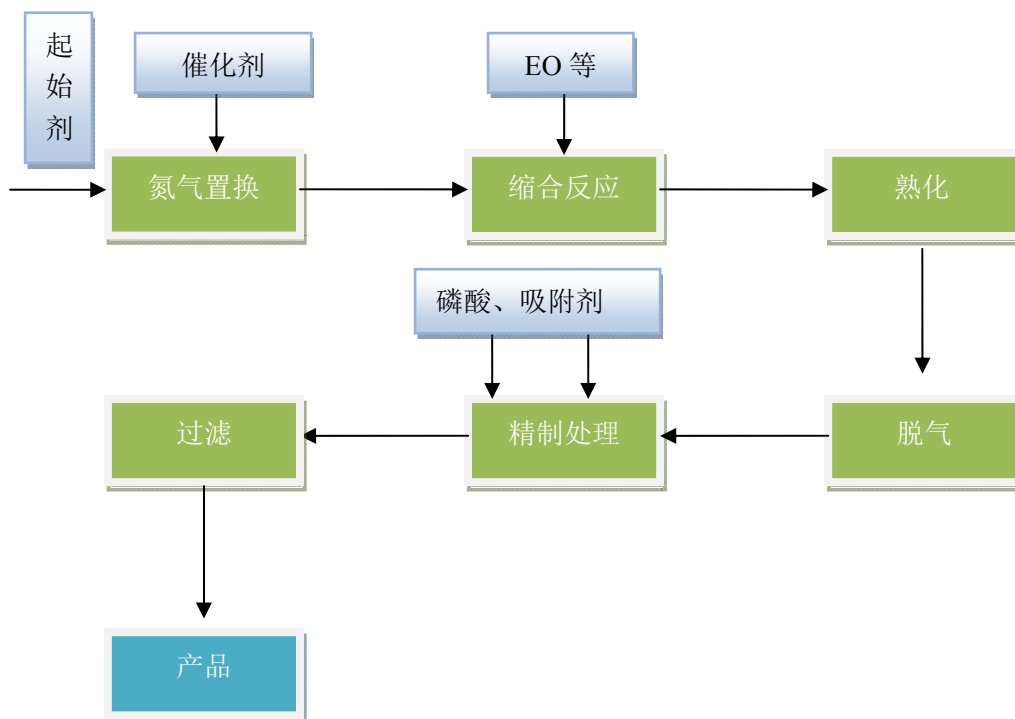 起
始
剂
催化剂
EO 等
氮气置换
缩合反应
熟化
磷酸、吸附剂
过滤
精制处理
脱气
产品